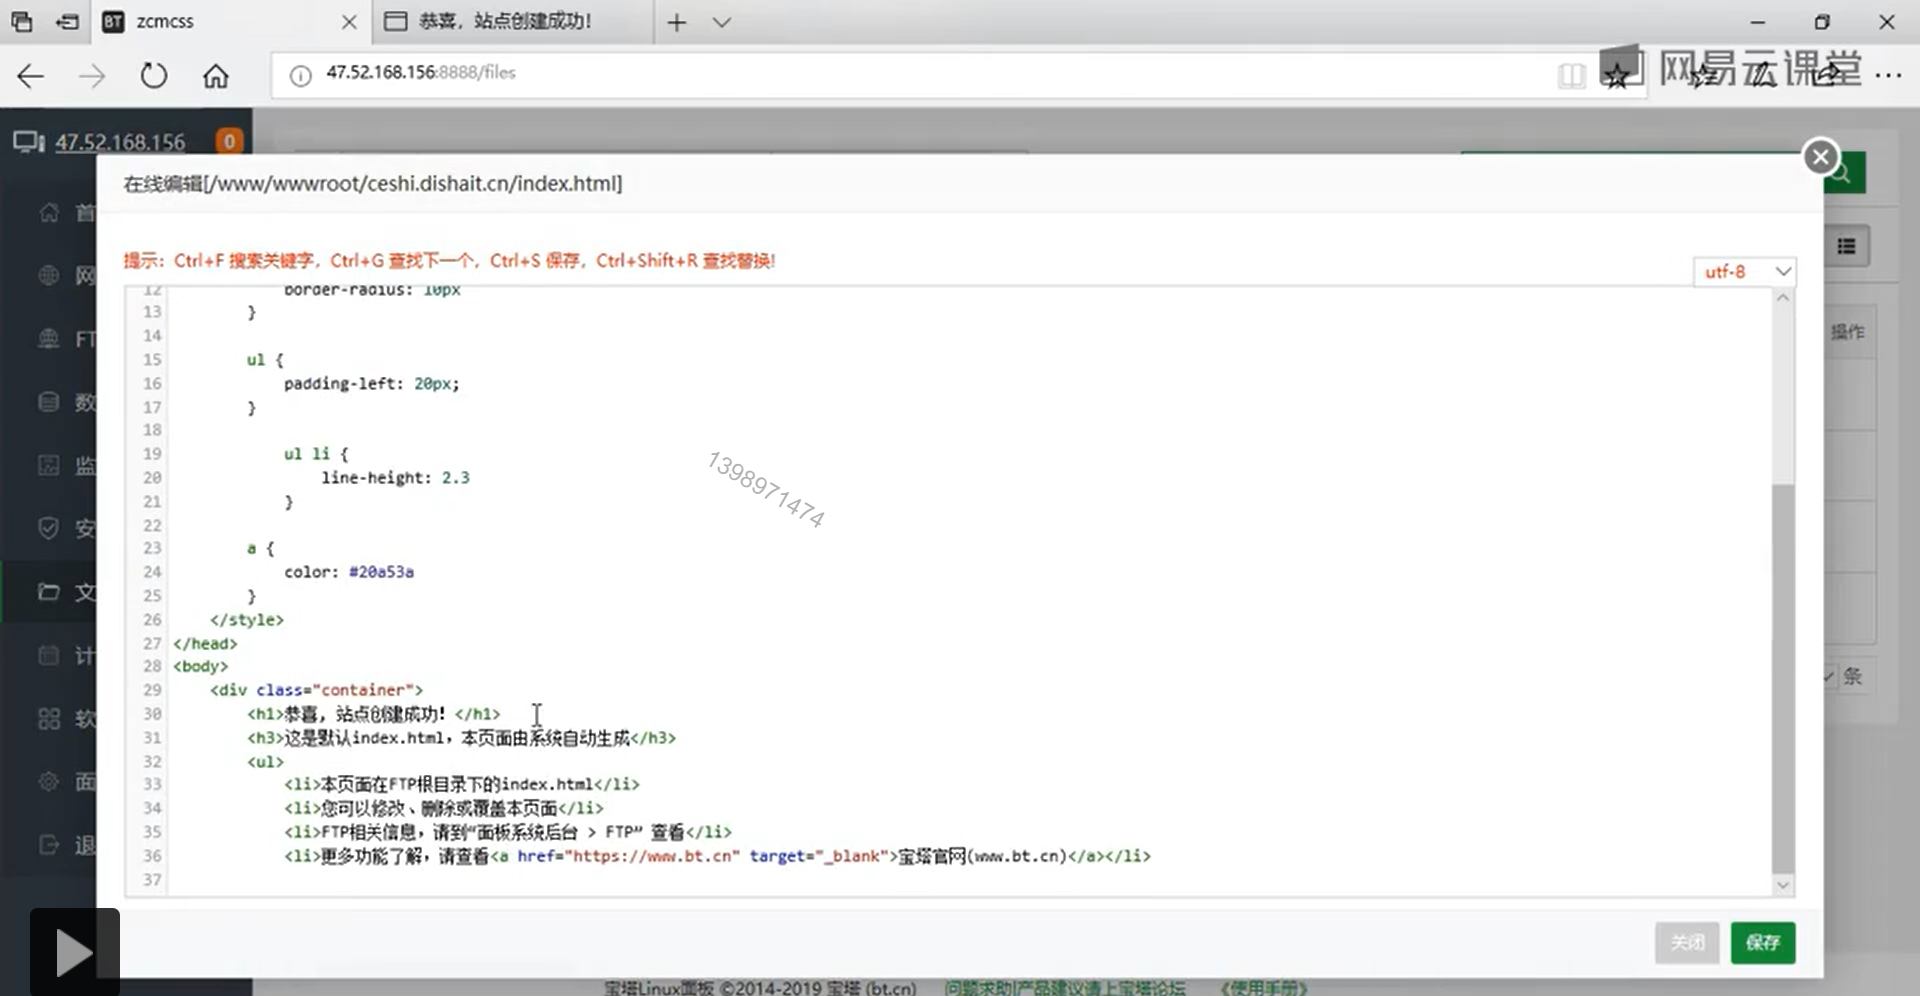 BT zcmcss
恭喜，站点创建成功!
47.52.168.156:8888/files
网易云课堂
47.52.168.156 0
在线编辑[/www/wwwroot/ceshi.dishait.cn/index.html]
提示：Ctrl+F 搜索关键字，Ctrl+G 查找下一个，Ctrl+S 保存，Ctrl+Shift+R 查找替换!
utf-8
首
网
FT
数
监
安
文
计
软
面
退
操作
条
12 border-radius: 10px
13 }
14
15 ul {
16 padding-left: 20px;
17 }
18
19 ul li {
20 line-height: 2.3
21 }
22
23 a {
24 color: #20a53a
25 }
26 </style>
27 </head>
28 <body>
29 <div class="container">
30 <h1>恭喜，站点创建成功！</h1>
31 <h3>这是默认index.html，本页面由系统自动生成</h3>
32 <ul>
33 <li>本页面在FTP根目录下的index.html</li>
34 <li>您可以修改、删除或覆盖本页面</li>
35 <li>FTP相关信息，请到“面板系统后台 > FTP” 查看</li>
36 <li>更多功能了解，请查看<a href="https://www.bt.cn" target="_blank">宝塔官网(www.bt.cn)</a></li>
37
1398971474
关闭
保存
宝塔Linux面板 ©2014-2019 宝塔 (bt.cn) 问题求助|产品建议请上宝塔论坛 《使用手册》